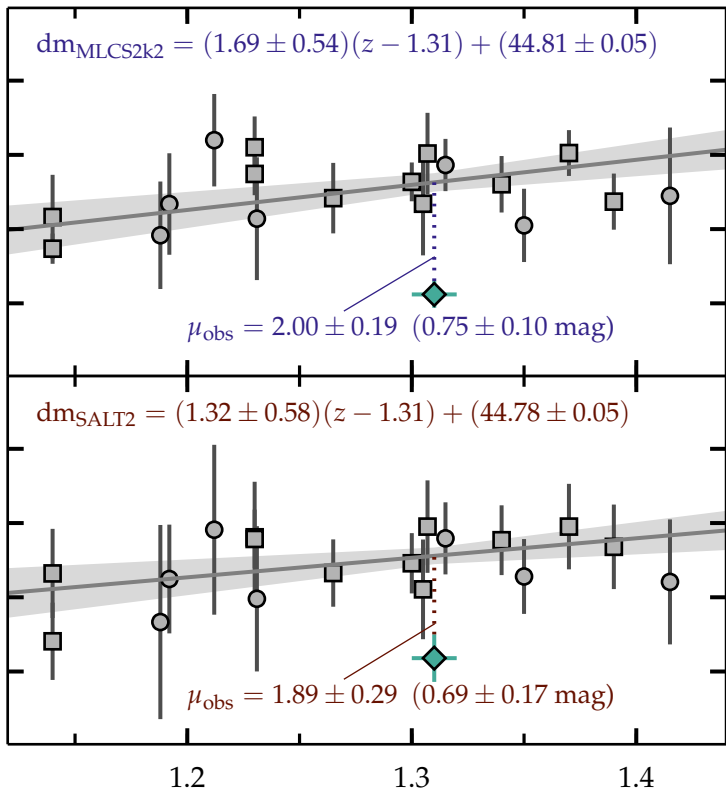 dm_MLCS2k2 = (1.69 ± 0.54)(z − 1.31) + (44.81 ± 0.05)
μ_obs = 2.00 ± 0.19 (0.75 ± 0.10 mag)
dm_SALT2 = (1.32 ± 0.58)(z − 1.31) + (44.78 ± 0.05)
μ_obs = 1.89 ± 0.29 (0.69 ± 0.17 mag)
1.2 1.3 1.4